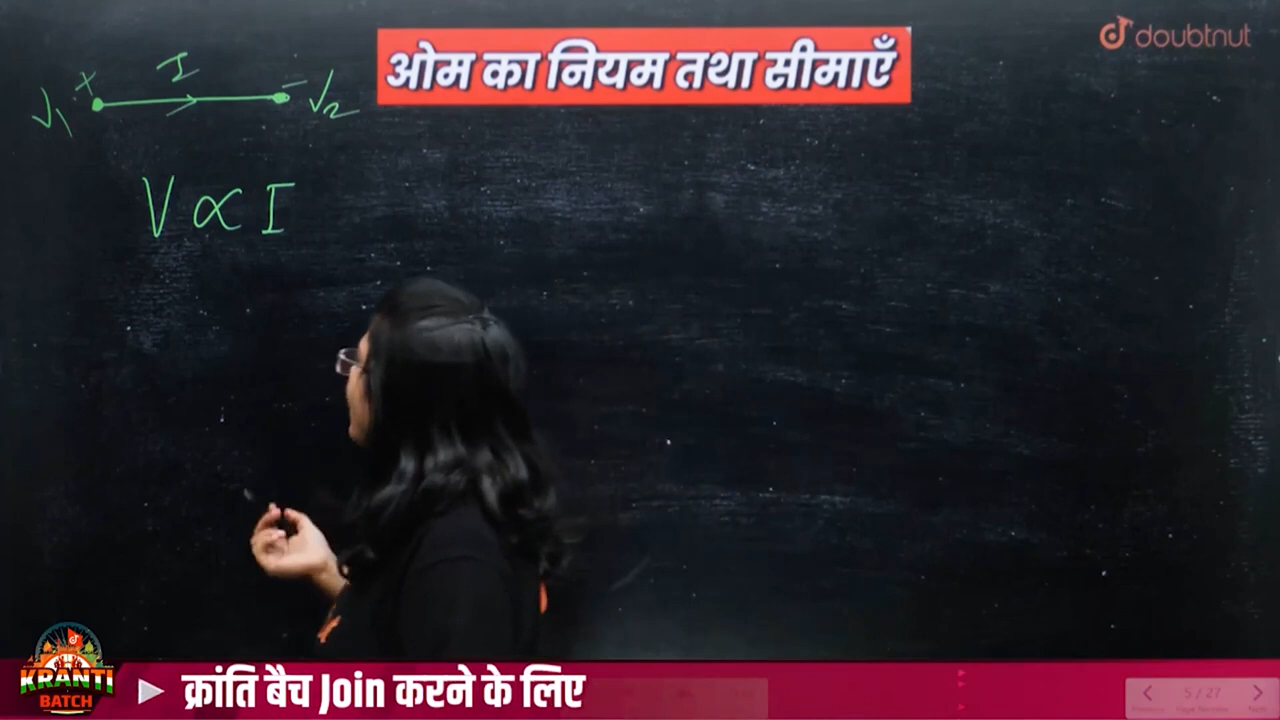 ओम का नियम तथा सीमाएँ
doubtnut
I
+ -
V₁ V₂
V ∝ I
KRANTI
BATCH
क्रांति बैच Join करने के लिए
5 / 27